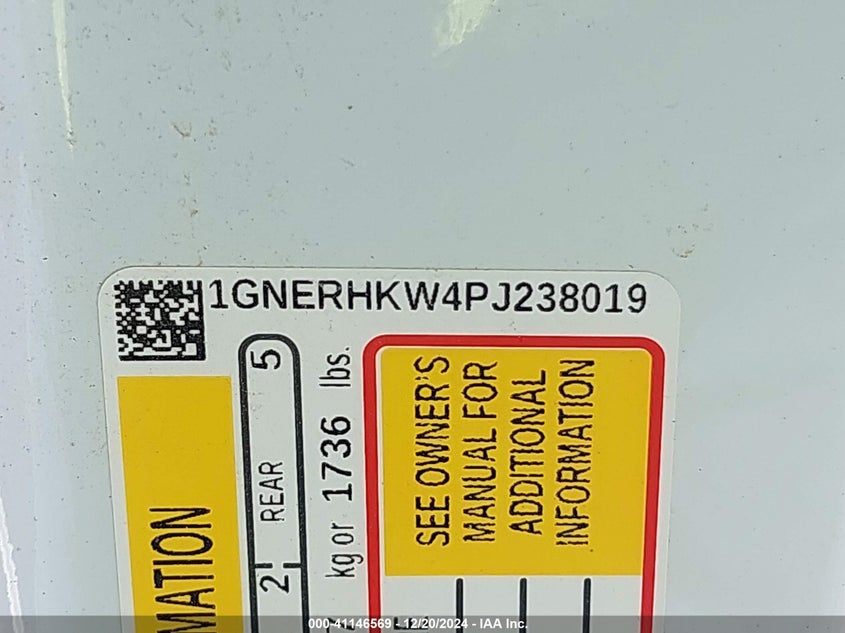 1GNERHKW4PJ238019
MATION
2 REAR 5
kg or 1736 lbs.
SEE OWNER'S
MANUAL FOR
ADDITIONAL
INFORMATION
000-41146569 - 12/20/2024 - IAA Inc.